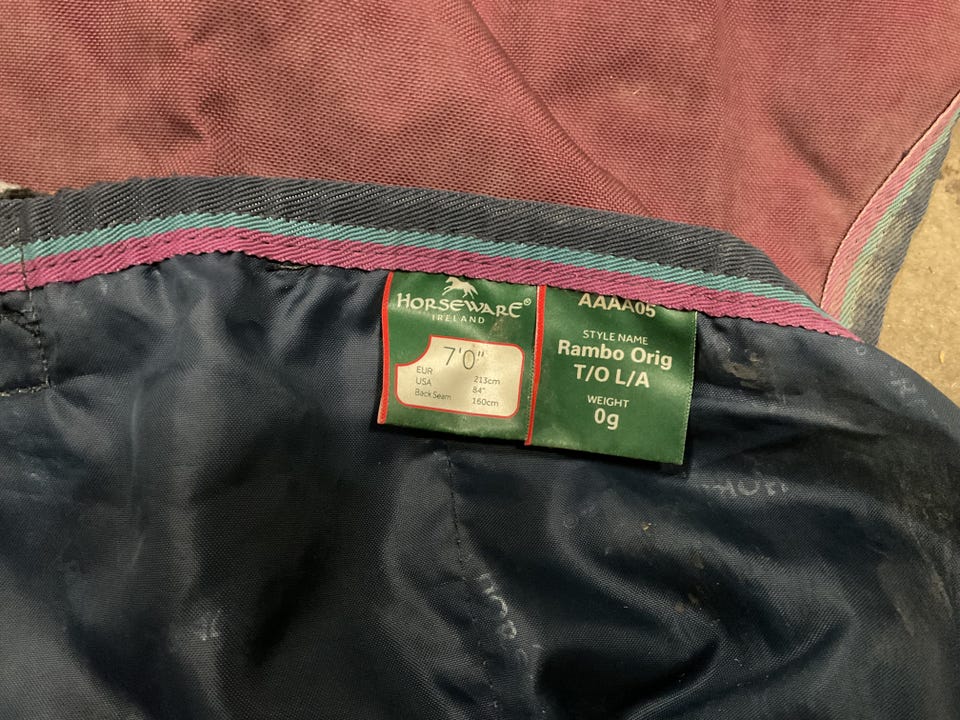 HORSEWARE®
IRELAND
7'0"
EUR 213cm
USA 84"
Back Seam 160cm
AAAA05
STYLE NAME
Rambo Orig
T/O L/A
WEIGHT
0g